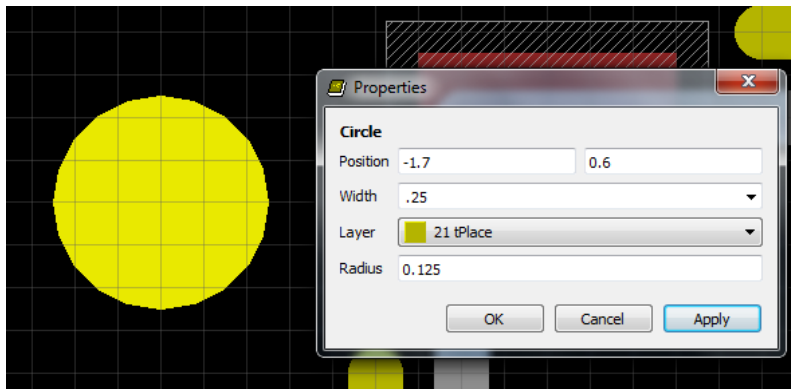 Properties
Circle
Position -1.7 0.6
Width .25
Layer 21 tPlace
Radius 0.125
OK Cancel Apply